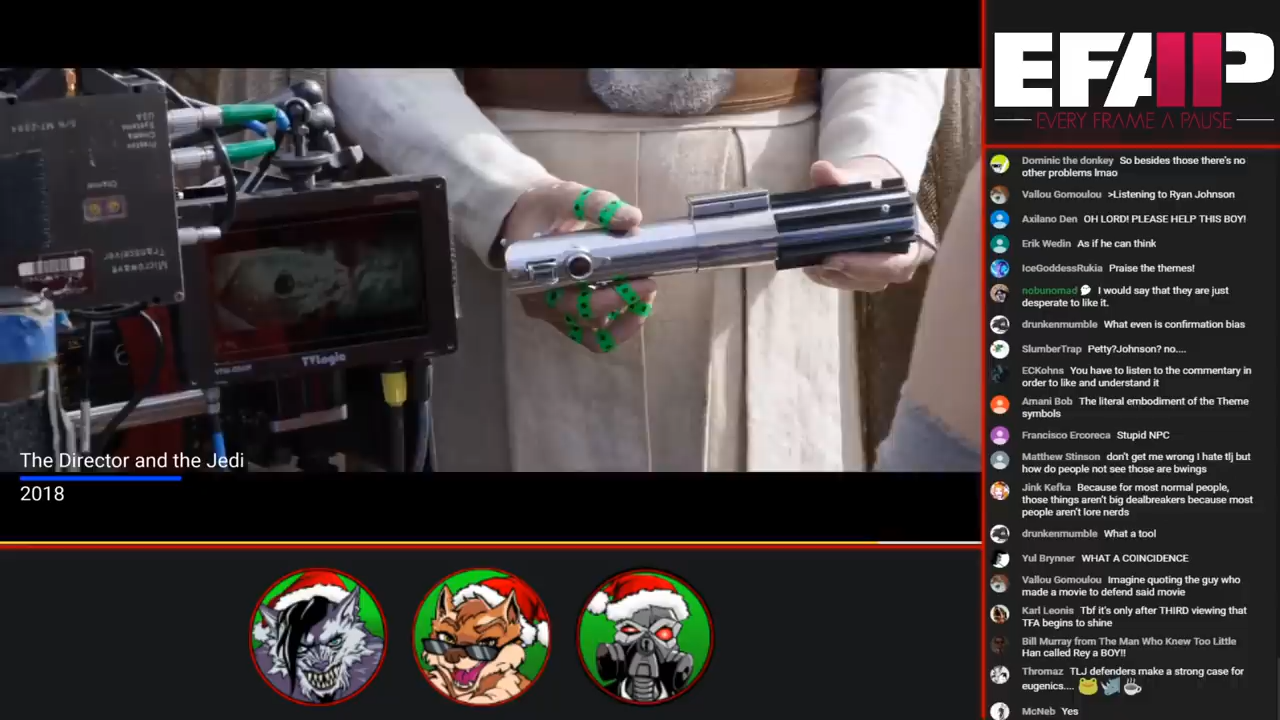 EFAP
EVERY FRAME A PAUSE
TVLogic
The Director and the Jedi
2018
Dominic the donkey So besides those there's no
other problems lmao
Vallou Gomoulou >Listening to Ryan Johnson
Axilano Den OH LORD! PLEASE HELP THIS BOY!
Erik Wedin As if he can think
IceGoddessRukia Praise the themes!
nobunomad I would say that they are just
desperate to like it.
drunkenmumble What even is confirmation bias
SlumberTrap Petty?Johnson? no....
ECKohns You have to listen to the commentary in
order to like and understand it
Amani Bob The literal embodiment of the Theme
symbols
Francisco Ercoreca Stupid NPC
Matthew Stinson don't get me wrong I hate tlj but
how do people not see those are bwings
Jink Kefka Because for most normal people,
those things aren't big dealbreakers because most
people aren't lore nerds
drunkenmumble What a tool
Yul Brynner WHAT A COINCIDENCE
Vallou Gomoulou Imagine quoting the guy who
made a movie to defend said movie
Karl Leonis Tbf it's only after THIRD viewing that
TFA begins to shine
Bill Murray from The Man Who Knew Too Little
Han called Rey a BOY!!
Thromaz TLJ defenders make a strong case for
eugenics....
McNeb Yes